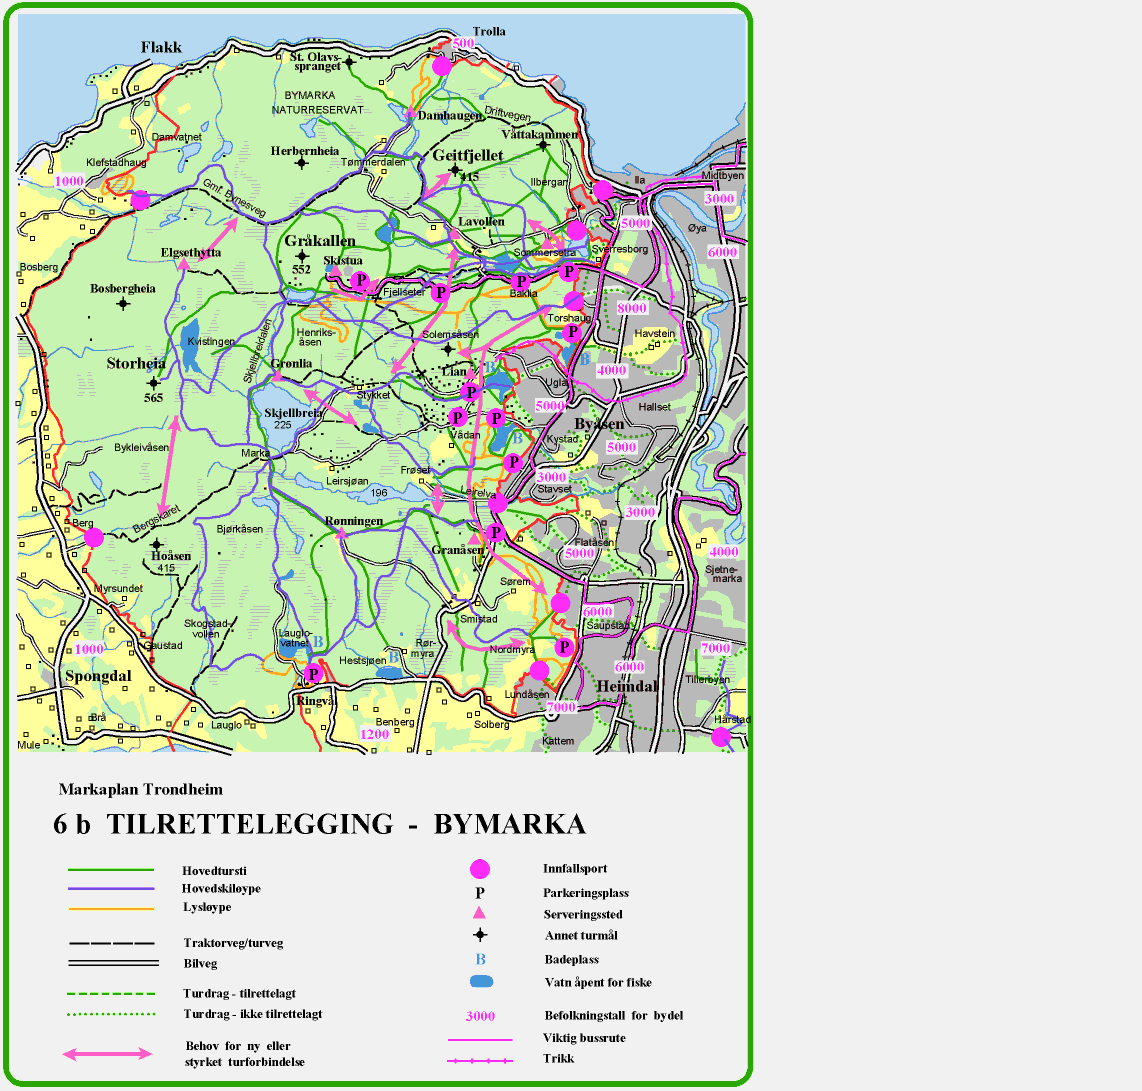 Trolla
500
Flakk
St. Olavs-
spranget
BYMARKA
NATURRESERVAT
Damhaugen
Driftvegen
Våttakammen
Damvatnet
Klefstadhaug
Herbernheia
Tømmerdalen
Geitfjellet
415
1000
Gmf. Bynesveg
Ilbergan
Ila
Midtbyen
3000
Lavollen
5000
Øya
Elgsethytta
Gråkallen
Skistua
552
Sommersetra
Sverresborg
6000
Bosberg
Bosbergheia
Fjellseter
Baklia
8000
Torshaug
Havstein
Kvistingen
Henriks-
åsen
Solemsåsen
Skjellbreidalen
Storheia
565
Grønlia
Lian
B
B
4000
Ugla
Stykket
Skjellbreia
225
5000
Hallset
Byåsen
Vådan
B
Kystad
5000
Bykleivåsen
Marka
Frøset
3000
Leirsjøan
196
Leirelva
Stavset
3000
Berg
Bergskaret
Bjørkåsen
Rønningen
Granåsen
Flatåsen
5000
4000
Hoåsen
415
Sjetne-
marka
Myrsundet
Sørem
6000
Skogstad-
vollen
Smistad
Saupstad
Gaustad
1000
Lauglo-
vatnet
B
Rør-
myra
Nordmyra
7000
Hestsjøen
B
Spongdal
6000
Tillerbyen
Heimdal
Ringvål
Lundåsen
7000
Brå
Lauglo
Benberg
Solberg
Hårstad
1200
Mule
Kattem
P
P
P
P
P
P
P
P
P
P
P
P
Markaplan Trondheim
6 b TILRETTELEGGING - BYMARKA
Hovedtursti
Hovedskiløype
Lysløype
Traktorveg/turveg
Bilveg
Turdrag - tilrettelagt
Turdrag - ikke tilrettelagt
Behov for ny eller
styrket turforbindelse
Innfallsport
P Parkeringsplass
Serveringssted
Annet turmål
B Badeplass
Vatn åpent for fiske
3000 Befolkningstall for bydel
Viktig bussrute
Trikk